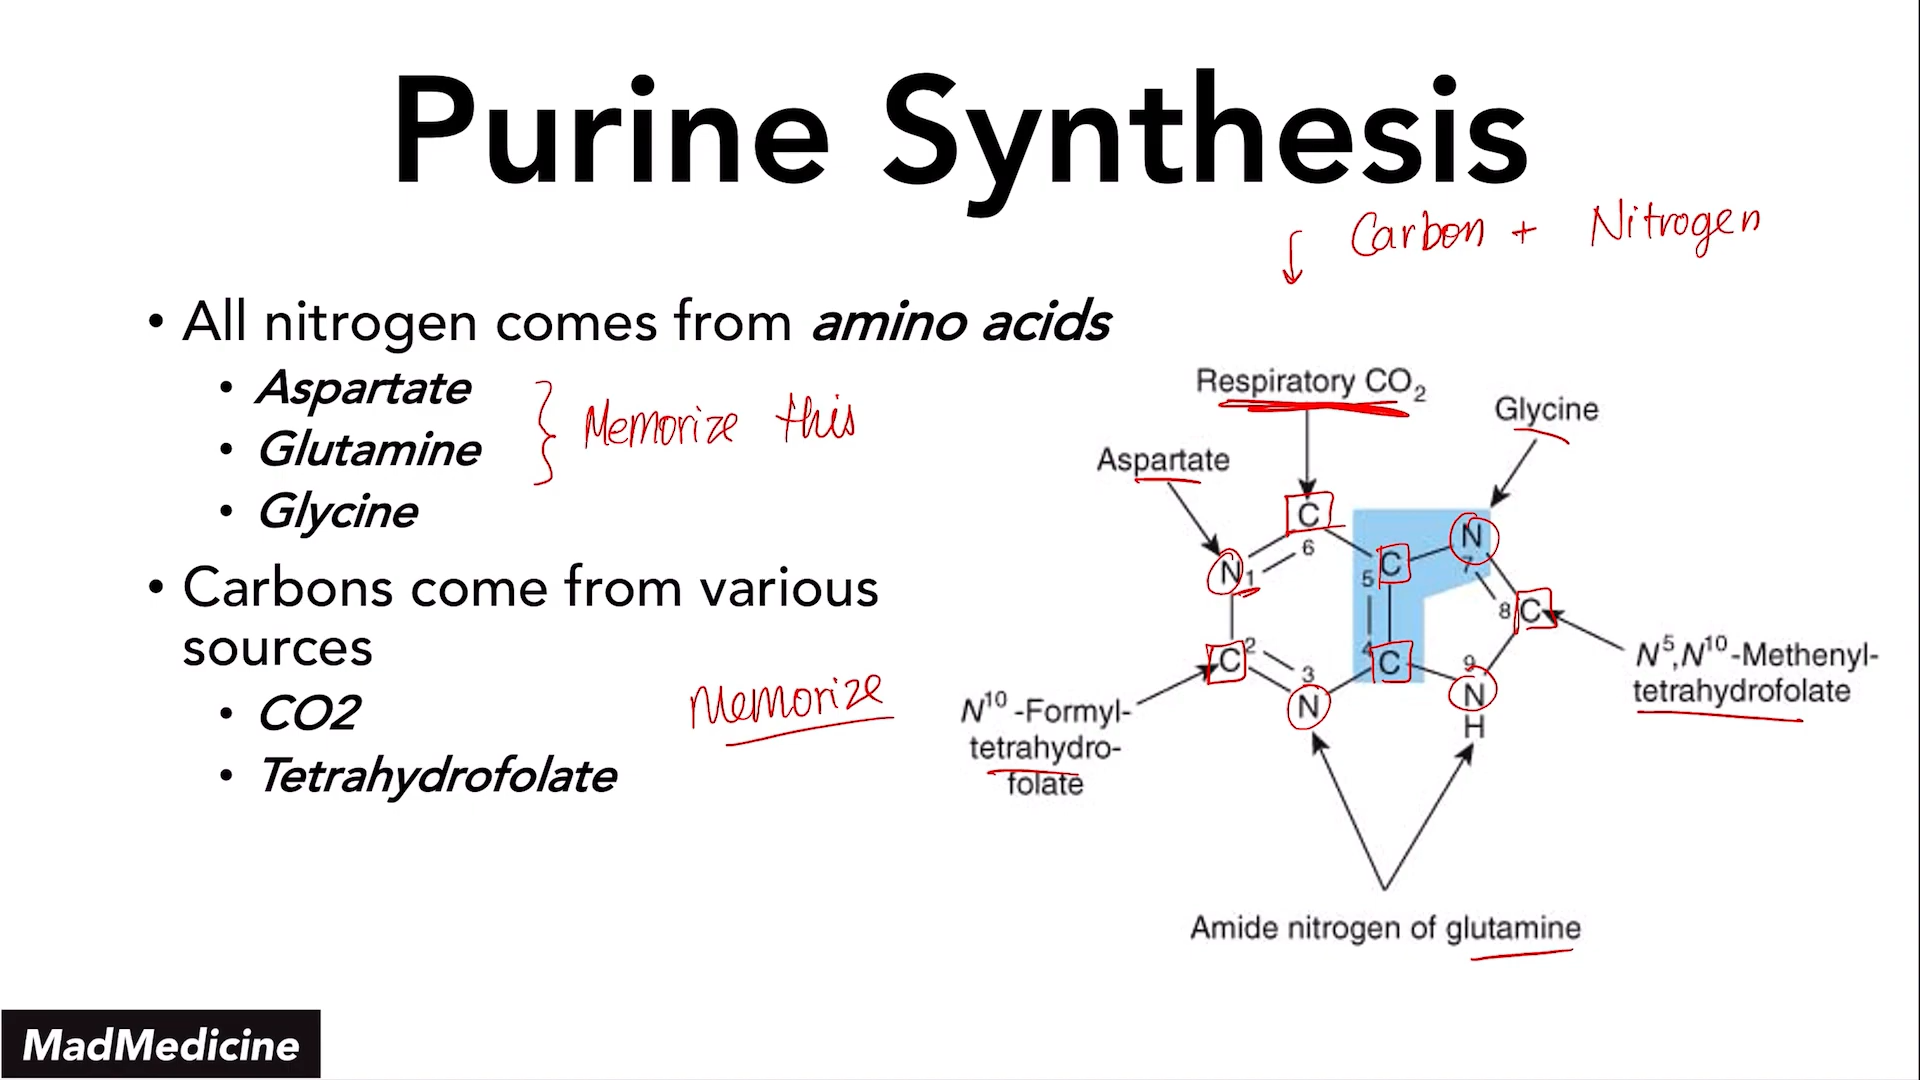 Purine Synthesis
Carbon + Nitrogen
• All nitrogen comes from amino acids
• Aspartate
• Glutamine
• Glycine
Memorize this
• Carbons come from various
sources
• CO2
• Tetrahydrofolate
Memorize
Respiratory CO₂
Glycine
Aspartate
C
6
N
7
N
1
5
C
8
C
C
2
3
4
C
9
N
H
N
N¹⁰-Formyl-
tetrahydro-
folate
N⁵,N¹⁰-Methenyl-
tetrahydrofolate
Amide nitrogen of glutamine
MadMedicine